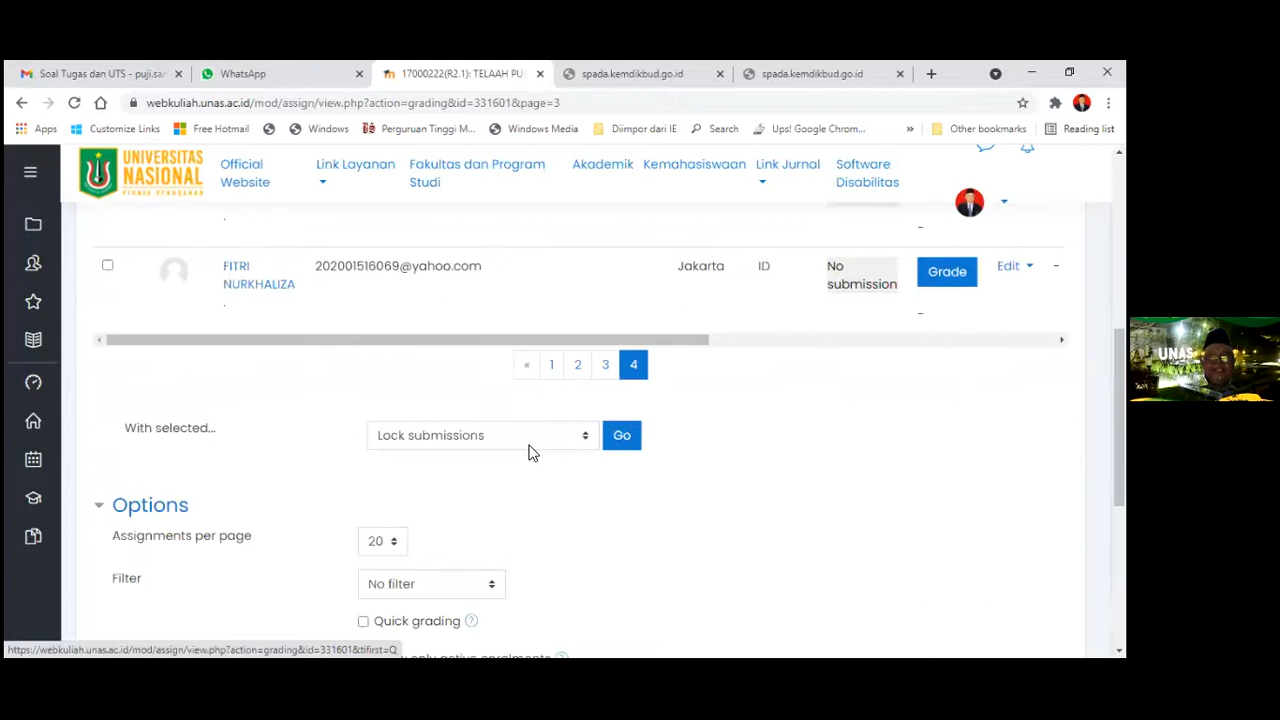 Soal Tugas dan UTS - puji.sar
WhatsApp
17000222(R2.1): TELAAH PU
spada.kemdikbud.go.id
spada.kemdikbud.go.id
webkuliah.unas.ac.id/mod/assign/view.php?action=grading&id=331601&page=3
Apps
Customize Links
Free Hotmail
Windows
Perguruan Tinggi M...
Windows Media
Diimpor dari IE
Search
Ups! Google Chrom...
Other bookmarks
Reading list
UNIVERSITAS
NASIONAL
Official
Website
Link Layanan
Fakultas dan Program
Studi
Akademik
Kemahasiswaan
Link Jurnal
Software
Disabilitas
FITRI
NURKHALIZA
202001516069@yahoo.com
Jakarta
ID
No
submission
Grade
Edit
-
-
« 1 2 3 4
With selected...
Lock submissions
Go
Options
Assignments per page
20
Filter
No filter
Quick grading
https://webkuliah.unas.ac.id/mod/assign/view.php?action=grading&id=331601&tifirst=Q
UNAS